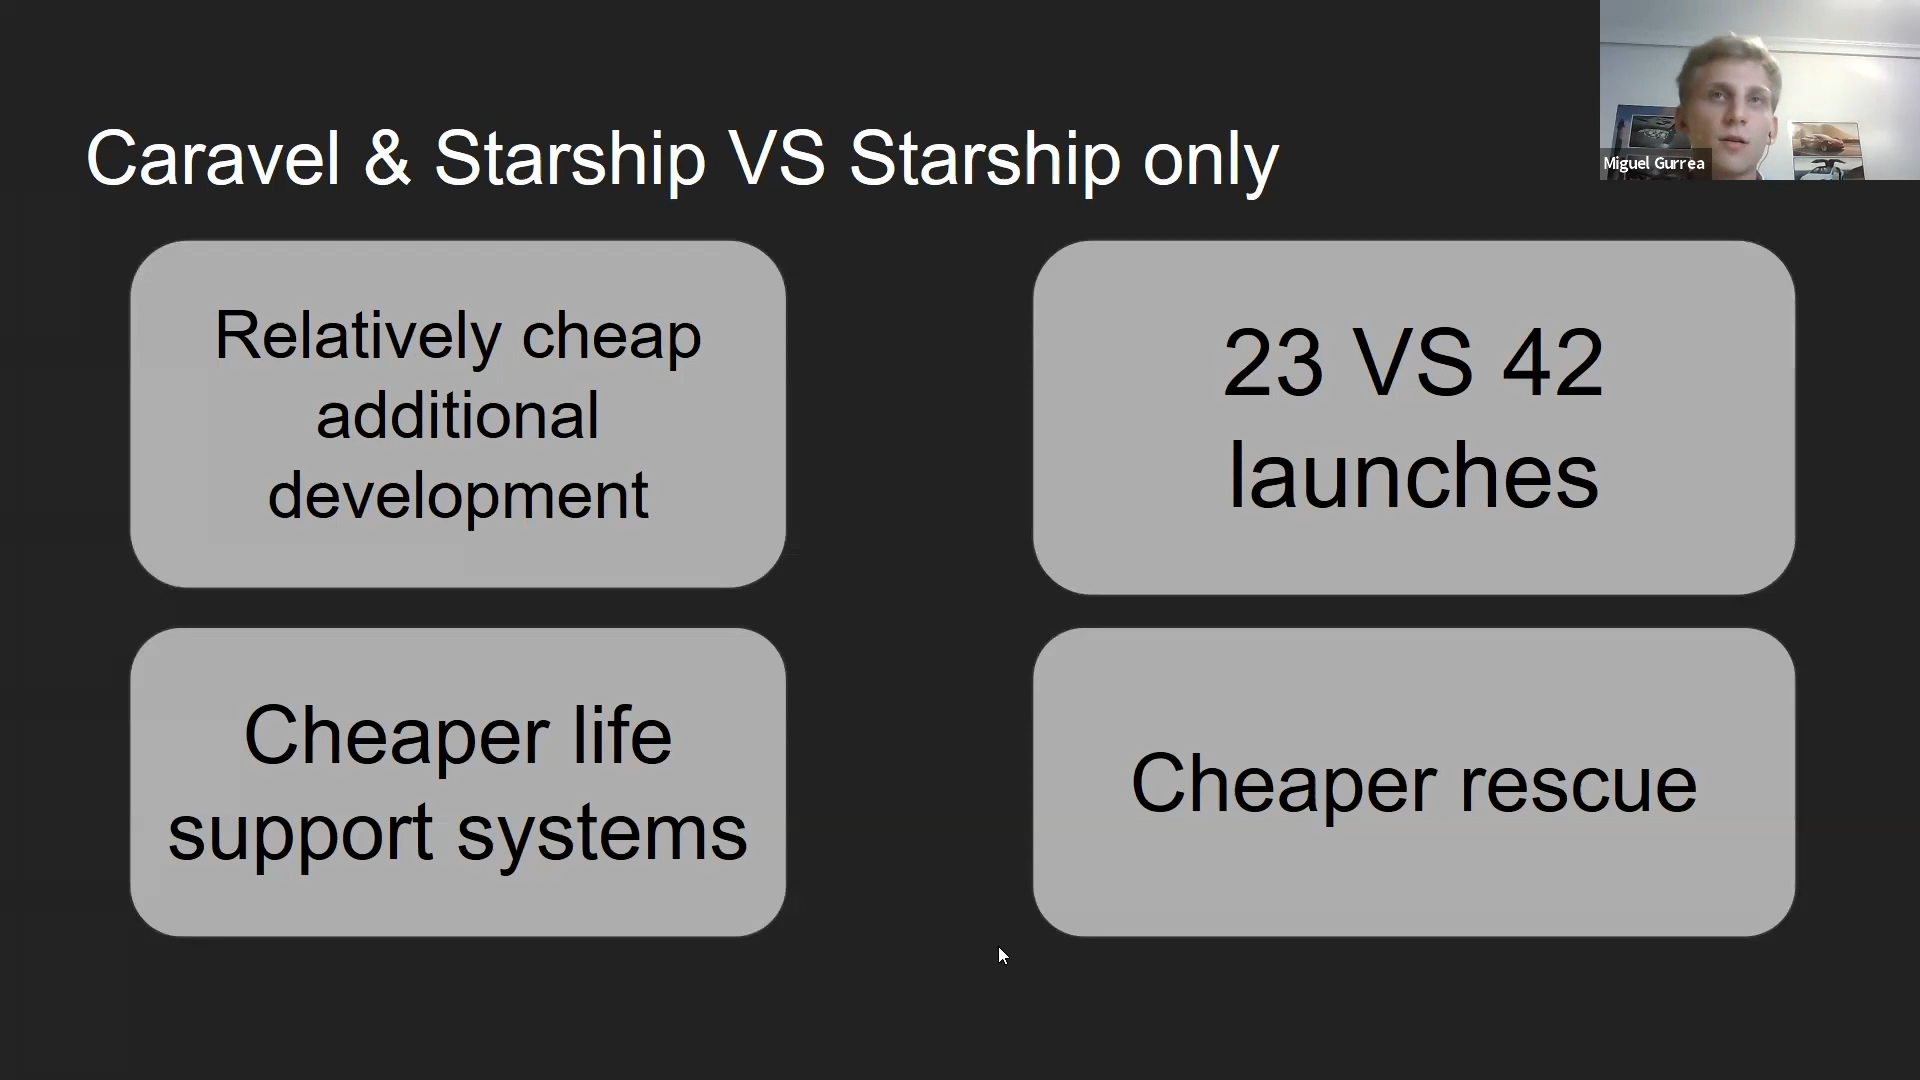 Caravel & Starship VS Starship only
Miguel Gurrea
Relatively cheap
additional
development
23 VS 42
launches
Cheaper life
support systems
Cheaper rescue